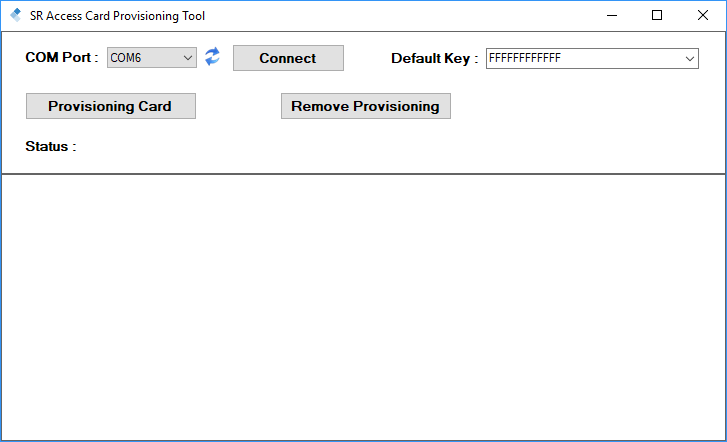 SR Access Card Provisioning Tool
COM Port : COM6 Connect Default Key : FFFFFFFFFFFF
Provisioning Card Remove Provisioning
Status :